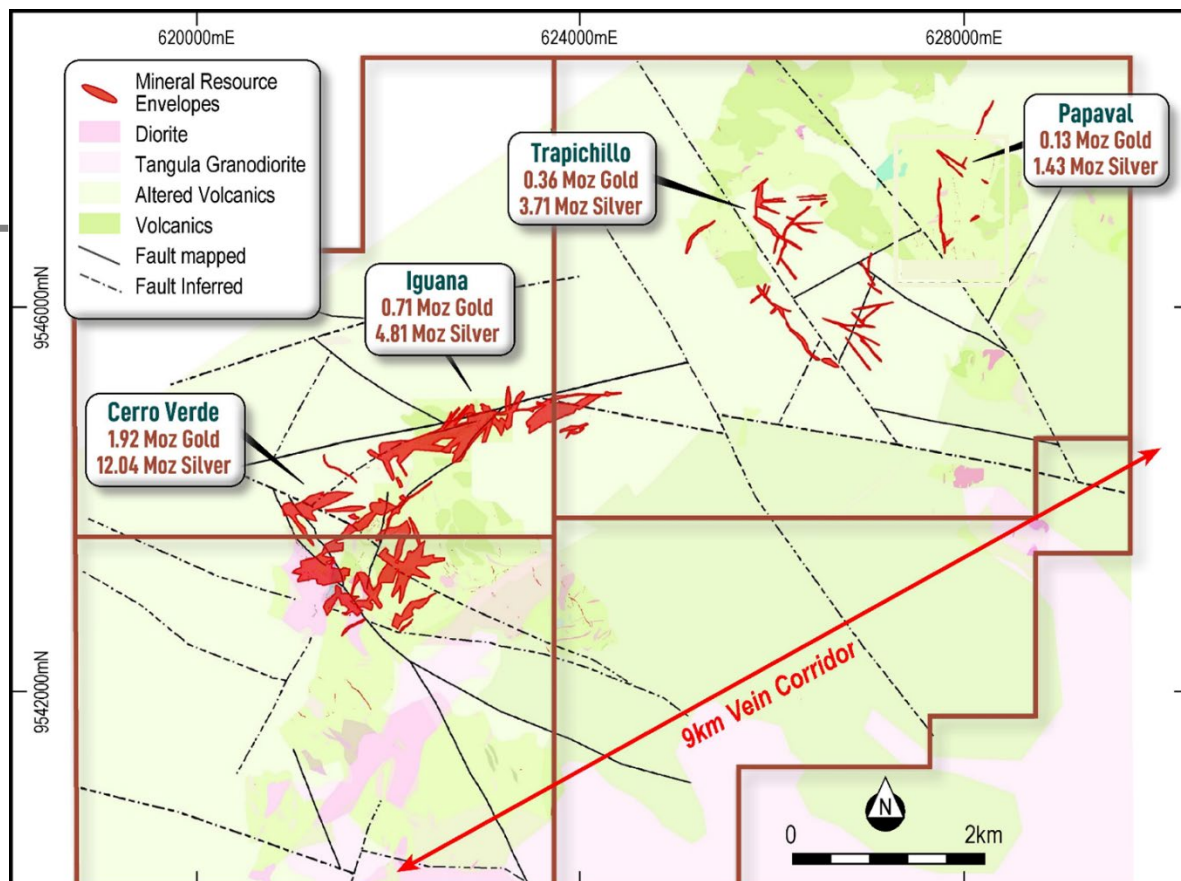 620000mE
624000mE
628000mE
Mineral Resource
Envelopes
Diorite
Tangula Granodiorite
Altered Volcanics
Volcanics
Fault mapped
Fault Inferred
Papaval
0.13 Moz Gold
1.43 Moz Silver
Trapichillo
0.36 Moz Gold
3.71 Moz Silver
Iguana
0.71 Moz Gold
4.81 Moz Silver
9546000mN
Cerro Verde
1.92 Moz Gold
12.04 Moz Silver
9542000mN
9km Vein Corridor
N
0 2km